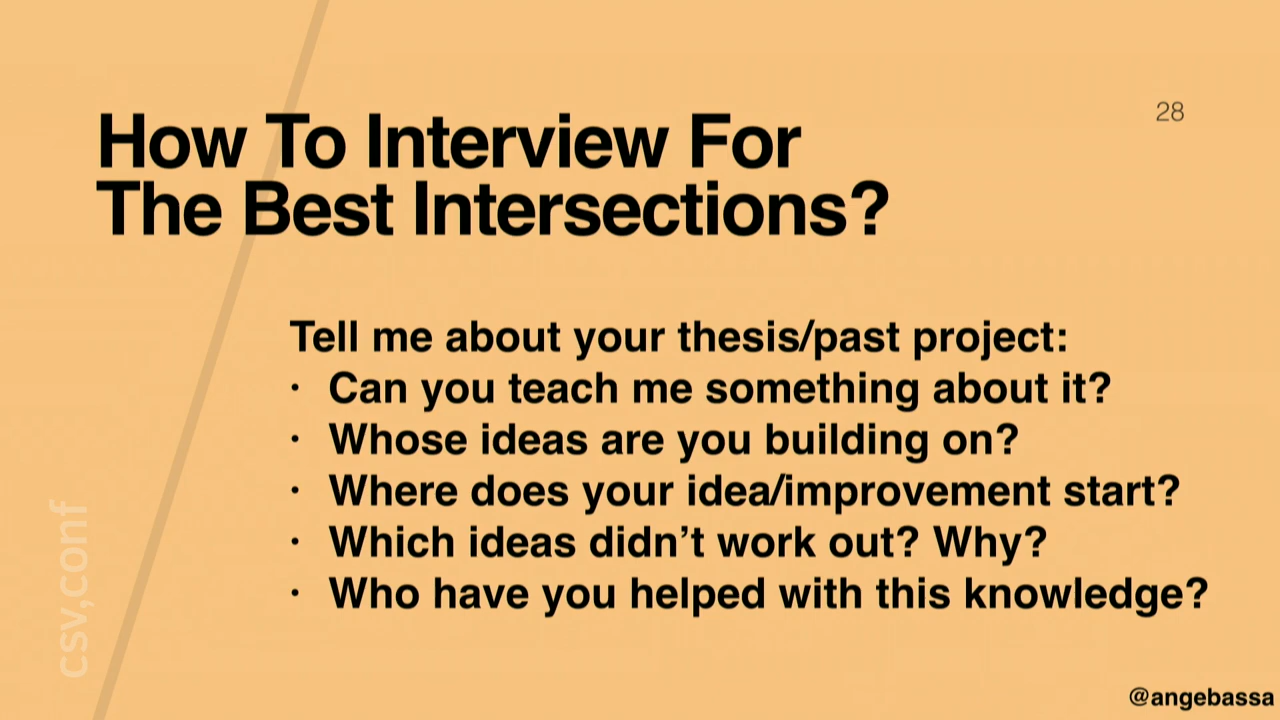 28
How To Interview For
The Best Intersections?
Tell me about your thesis/past project:
· Can you teach me something about it?
· Whose ideas are you building on?
· Where does your idea/improvement start?
· Which ideas didn’t work out? Why?
· Who have you helped with this knowledge?
csv,conf
@angebassa